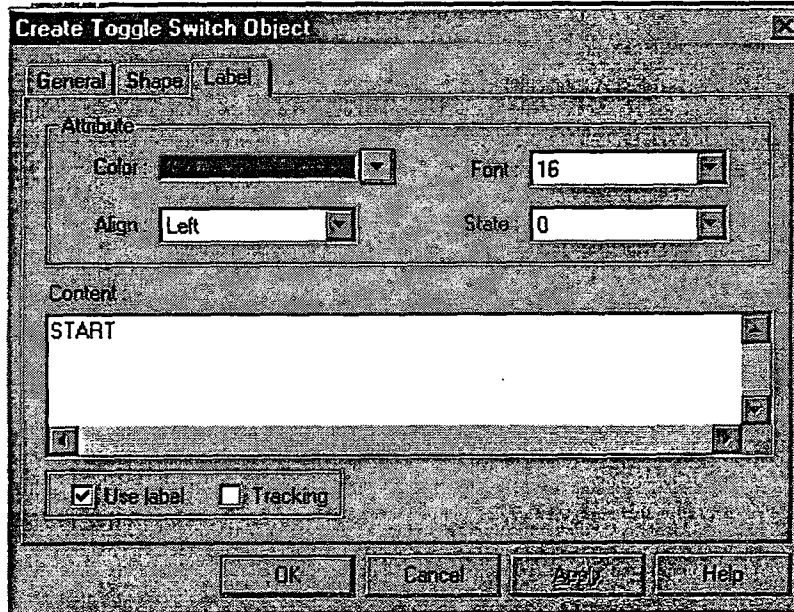 Create Toggle Switch Object
General Shape Label
Attribute
Color: Font: 16
Align: Left State: 0
Content:
START
Use label Tracking
OK Cancel Apply Help